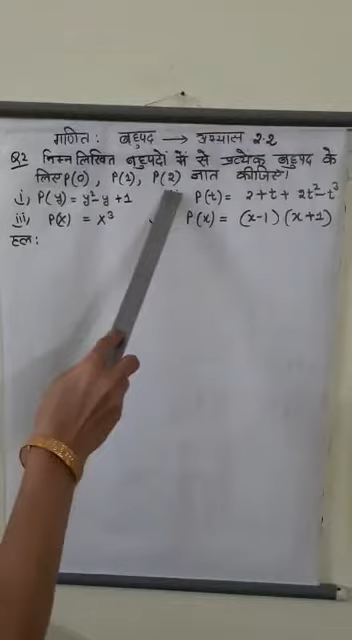 गणित: बहुपद → अभ्यास 2.2
Q2 निम्नलिखित बहुपदों में से प्रत्येक बहुपद के
लिए P(0), P(1), P(2) ज्ञात कीजिए।
i) P(y) = y²-y+1 P(t) = 2+t+2t²-t³
iii) P(x) = x³ P(x) = (x-1) (x+1)
हल: